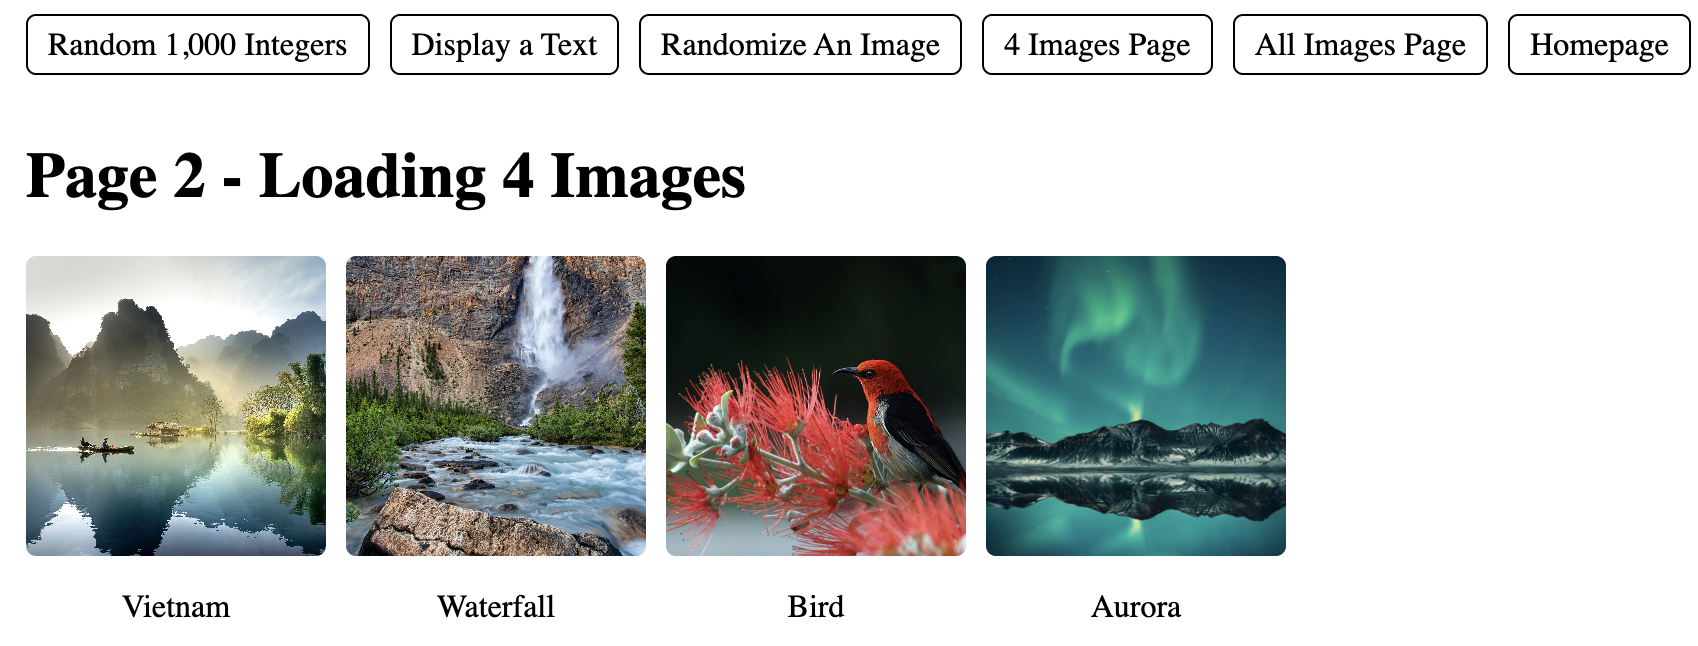 Random 1,000 Integers Display a Text Randomize An Image 4 Images Page All Images Page Homepage
Page 2 - Loading 4 Images
Vietnam Waterfall Bird Aurora